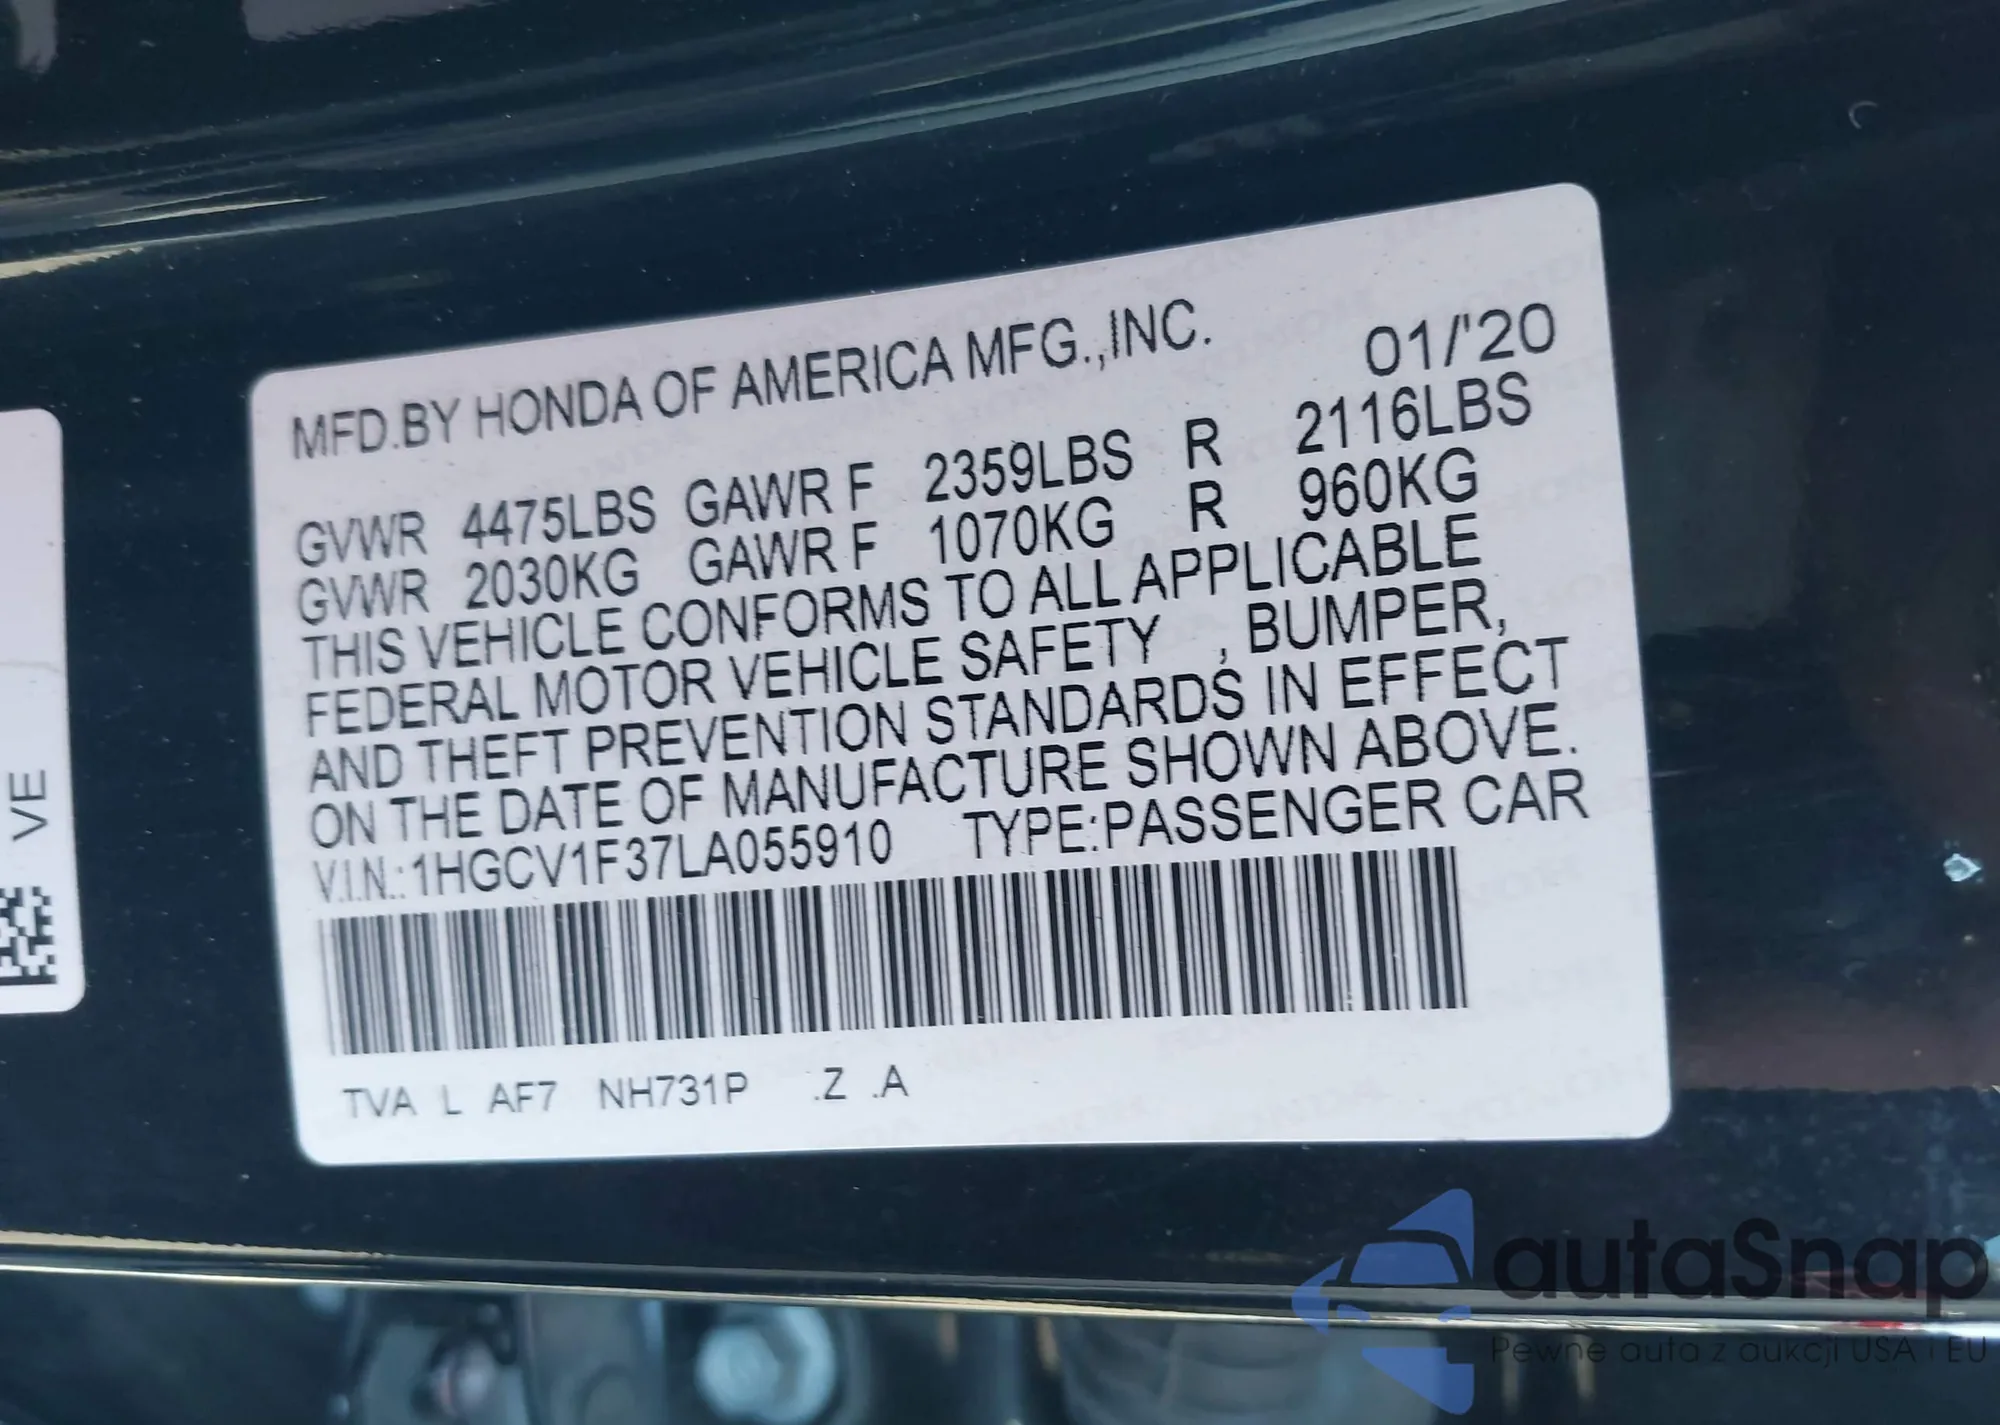 MFD.BY HONDA OF AMERICA MFG.,INC. 01/'20
GVWR 4475LBS GAWR F 2359LBS R 2116LBS
GVWR 2030KG GAWR F 1070KG R 960KG
THIS VEHICLE CONFORMS TO ALL APPLICABLE
FEDERAL MOTOR VEHICLE SAFETY , BUMPER,
AND THEFT PREVENTION STANDARDS IN EFFECT
ON THE DATE OF MANUFACTURE SHOWN ABOVE.
V.I.N.:1HGCV1F37LA055910 TYPE:PASSENGER CAR
TVA L AF7 NH731P .Z .A
VE
autaSnap
Pewne auta z aukcji USA i EU